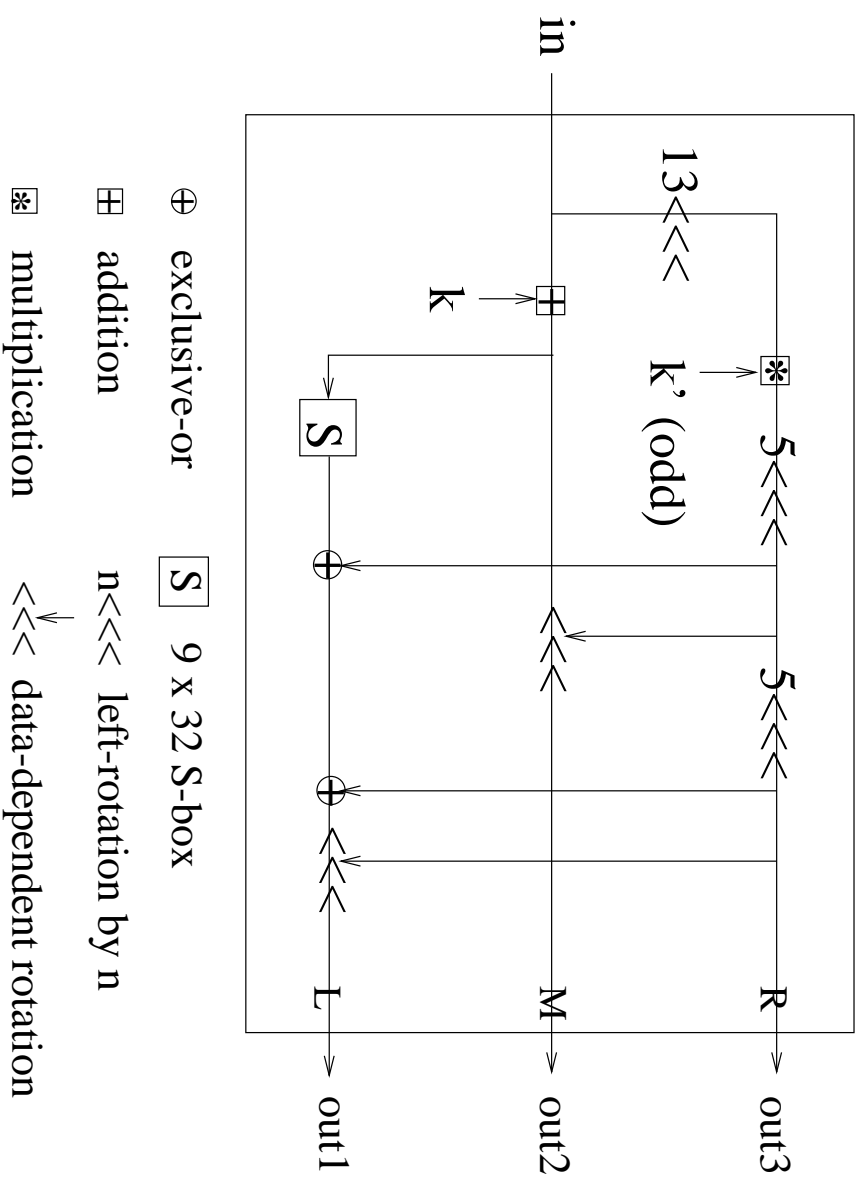 * 5<<< 5<<< R out3
13<<< k’ (odd)
in + <<< M out2
k
S ⊕ ⊕ <<< L out1
⊕ exclusive-or S 9 x 32 S-box
⊞ addition n<<< left-rotation by n
* multiplication <<< data-dependent rotation